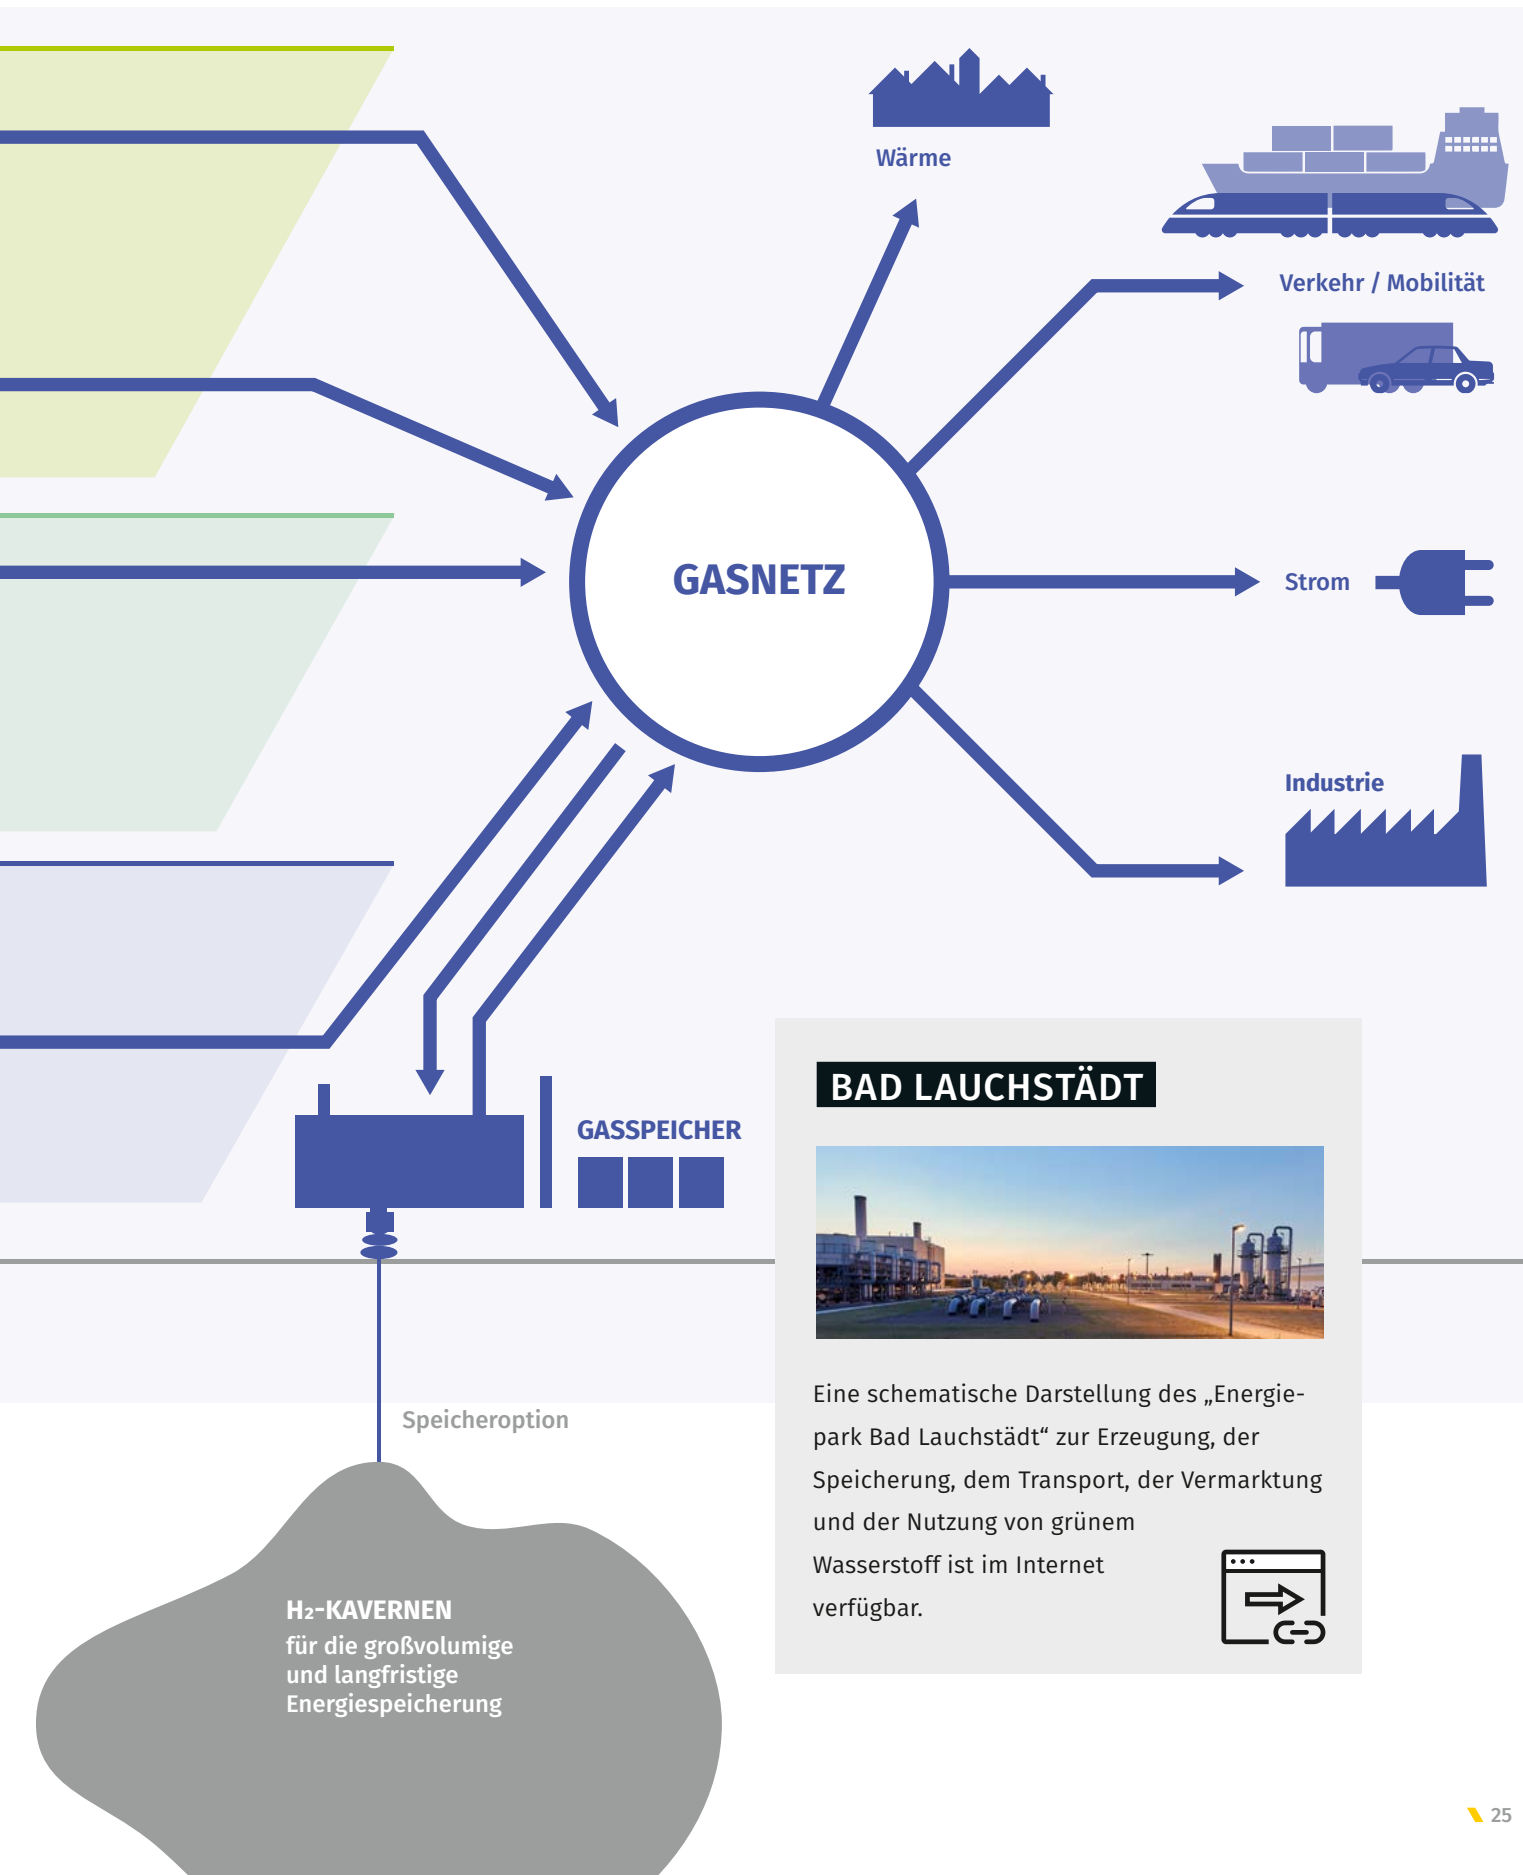 Wärme
Verkehr / Mobilität
GASNETZ
Strom
Industrie
GASSPEICHER
BAD LAUCHSTÄDT
Eine schematische Darstellung des „Energie-
park Bad Lauchstädt“ zur Erzeugung, der
Speicherung, dem Transport, der Vermarktung
und der Nutzung von grünem
Wasserstoff ist im Internet
verfügbar.
Speicheroption
H₂-KAVERNEN
für die großvolumige
und langfristige
Energiespeicherung
25